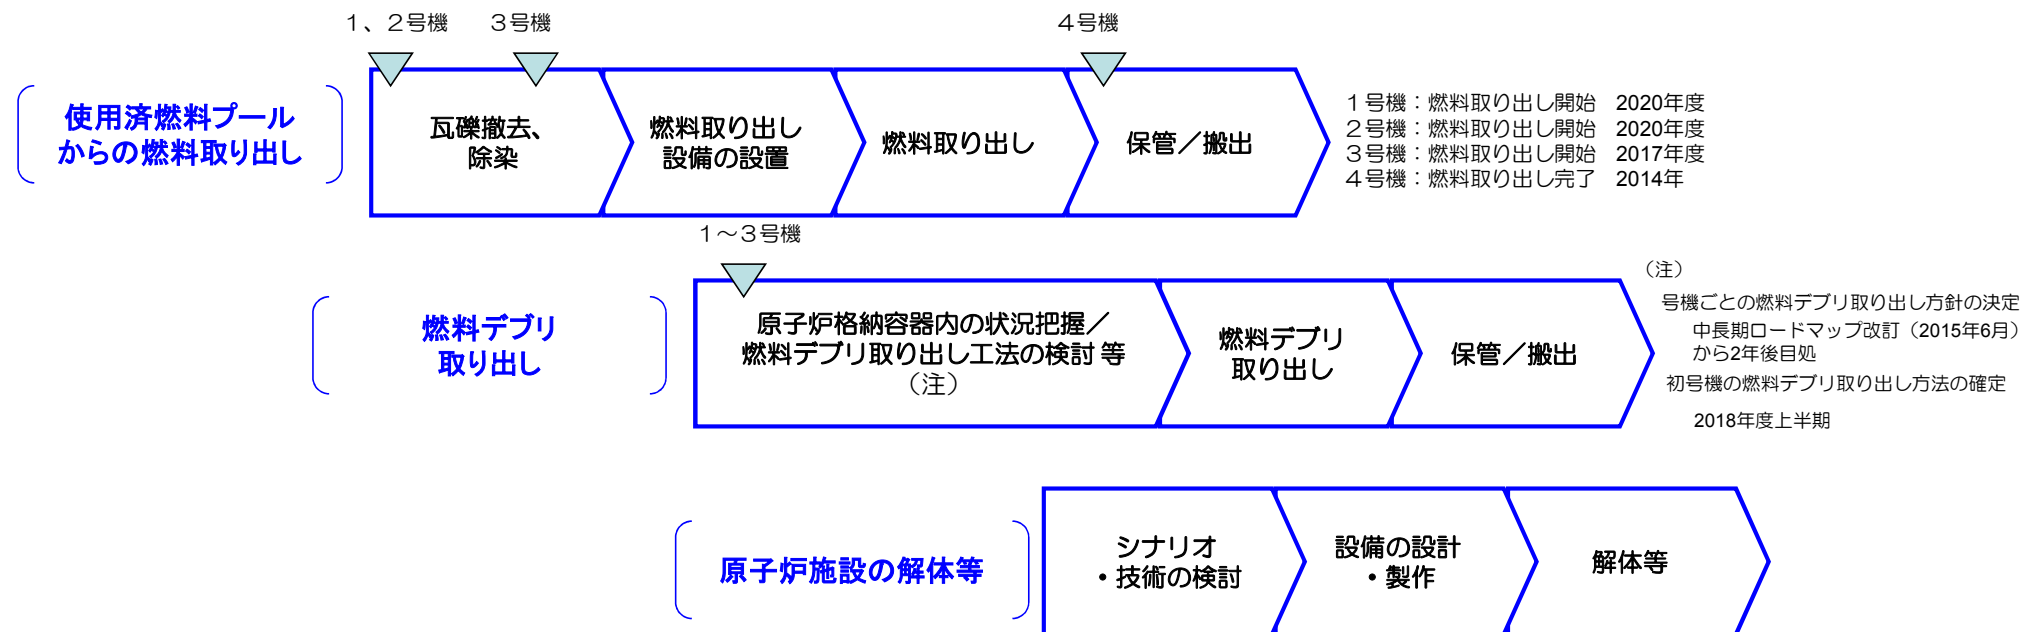 １、２号機
３号機
４号機
使用済燃料プール
からの燃料取り出し
瓦礫撤去、
除染
燃料取り出し
設備の設置
燃料取り出し
保管／搬出
１号機：燃料取り出し開始　2020年度
２号機：燃料取り出し開始　2020年度
３号機：燃料取り出し開始　2017年度
４号機：燃料取り出し完了　2014年
１～３号機
燃料デブリ
取り出し
原子炉格納容器内の状況把握／
燃料デブリ取り出し工法の検討 等
（注）
燃料デブリ
取り出し
保管／搬出
（注）
号機ごとの燃料デブリ取り出し方針の決定
中長期ロードマップ改訂（2015年6月）
から2年後目処
初号機の燃料デブリ取り出し方法の確定
2018年度上半期
原子炉施設の解体等
シナリオ
・技術の検討
設備の設計
・製作
解体等